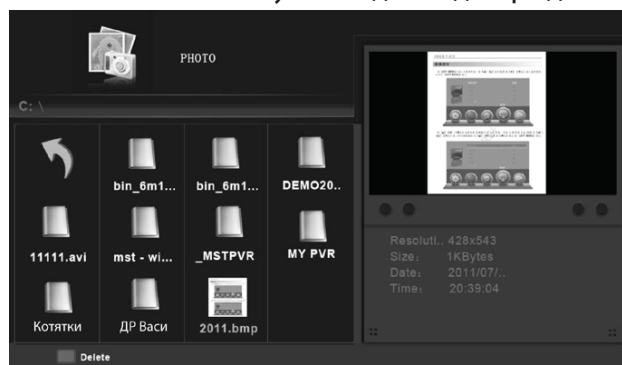 PHOTO
C: \
bin_6m1...
bin_6m1...
DEMO20..
11111.avi
mst - wi...
_MSTPVR
MY PVR
Котятки
ДР Васи
2011.bmp
Resoluti.. 428x543
Size: 1KBytes
Date: 2011/07/..
Time: 20:39:04
Delete